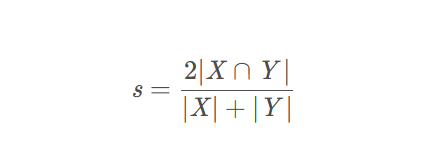 s = 2|X ∩ Y| / |X| + |Y|